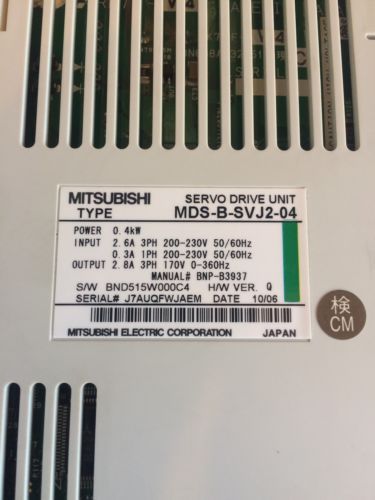 MITSUBISHI SERVO DRIVE UNIT
TYPE MDS-B-SVJ2-04
POWER 0.4kW
INPUT 2.6A 3PH 200-230V 50/60Hz
0.3A 1PH 200-230V 50/60Hz
OUTPUT 2.8A 3PH 170V 0-360Hz
MANUAL# BNP-B3937
S/W BND515W000C4 H/W VER. Q
SERIAL# J7AUQFWJAEM DATE 10/06
MITSUBISHI ELECTRIC CORPORATION JAPAN
検
CM